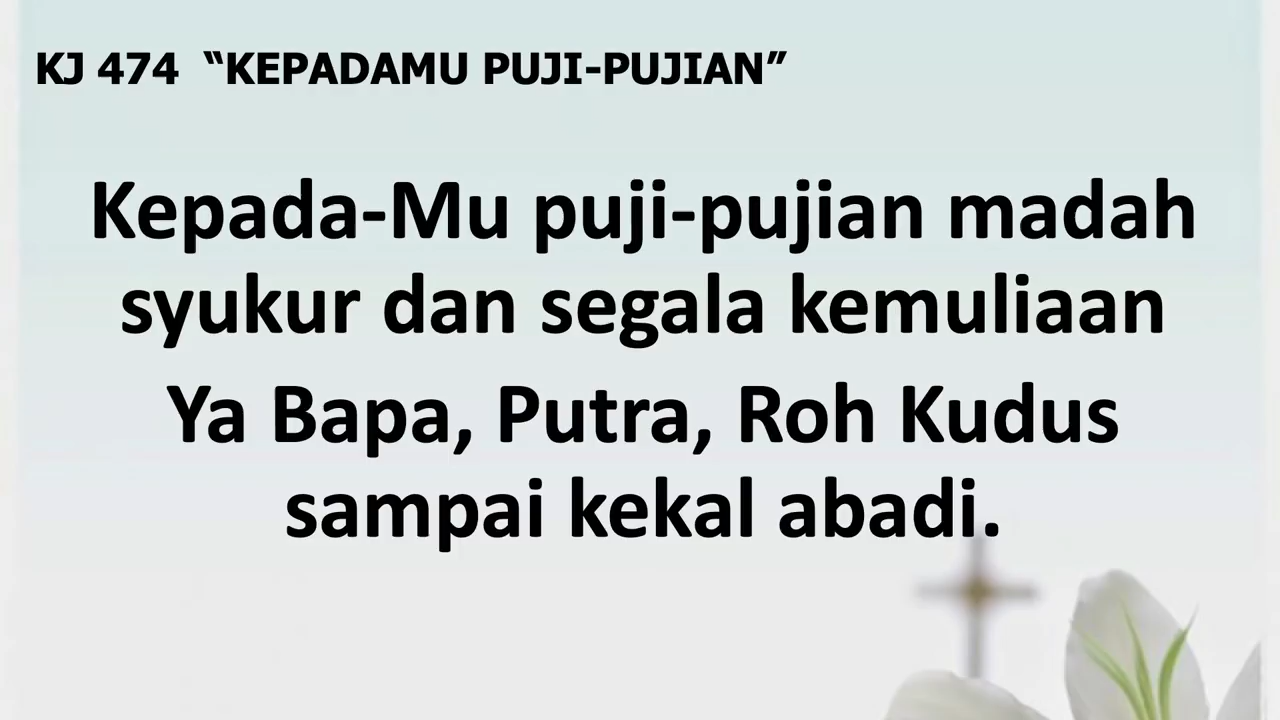 KJ 474 “KEPADAMU PUJI-PUJIAN”
Kepada-Mu puji-pujian madah
syukur dan segala kemuliaan
Ya Bapa, Putra, Roh Kudus
sampai kekal abadi.